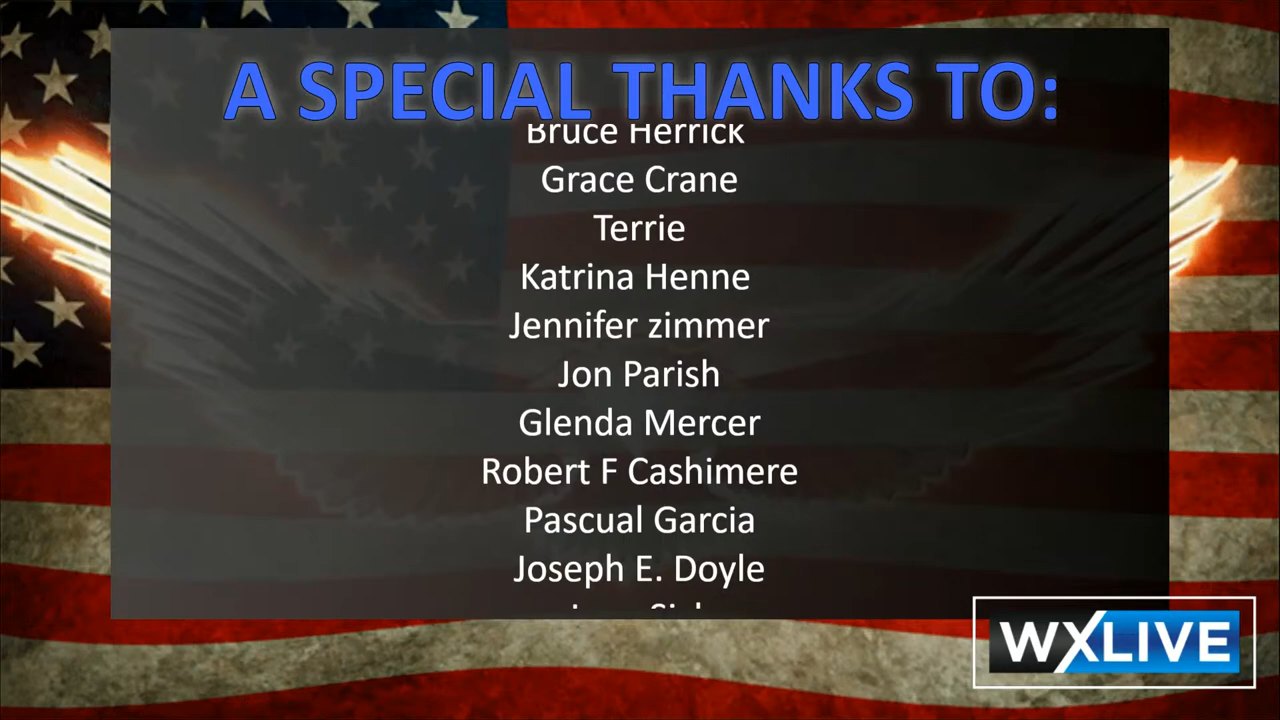 A SPECIAL THANKS TO:
Bruce Herrick
Grace Crane
Terrie
Katrina Henne
Jennifer zimmer
Jon Parish
Glenda Mercer
Robert F Cashimere
Pascual Garcia
Joseph E. Doyle
WXLIVE